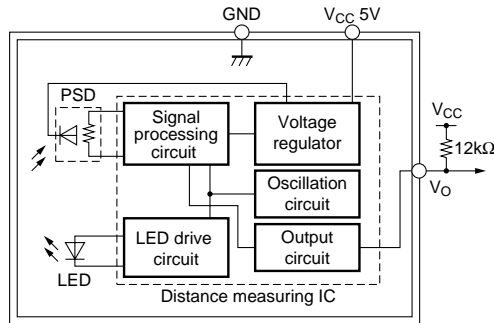 GND
VCC 5V
PSD
Signal
processing
circuit
Voltage
regulator
VCC
12kΩ
VO
Oscillation
circuit
LED drive
circuit
Output
circuit
LED
Distance measuring IC